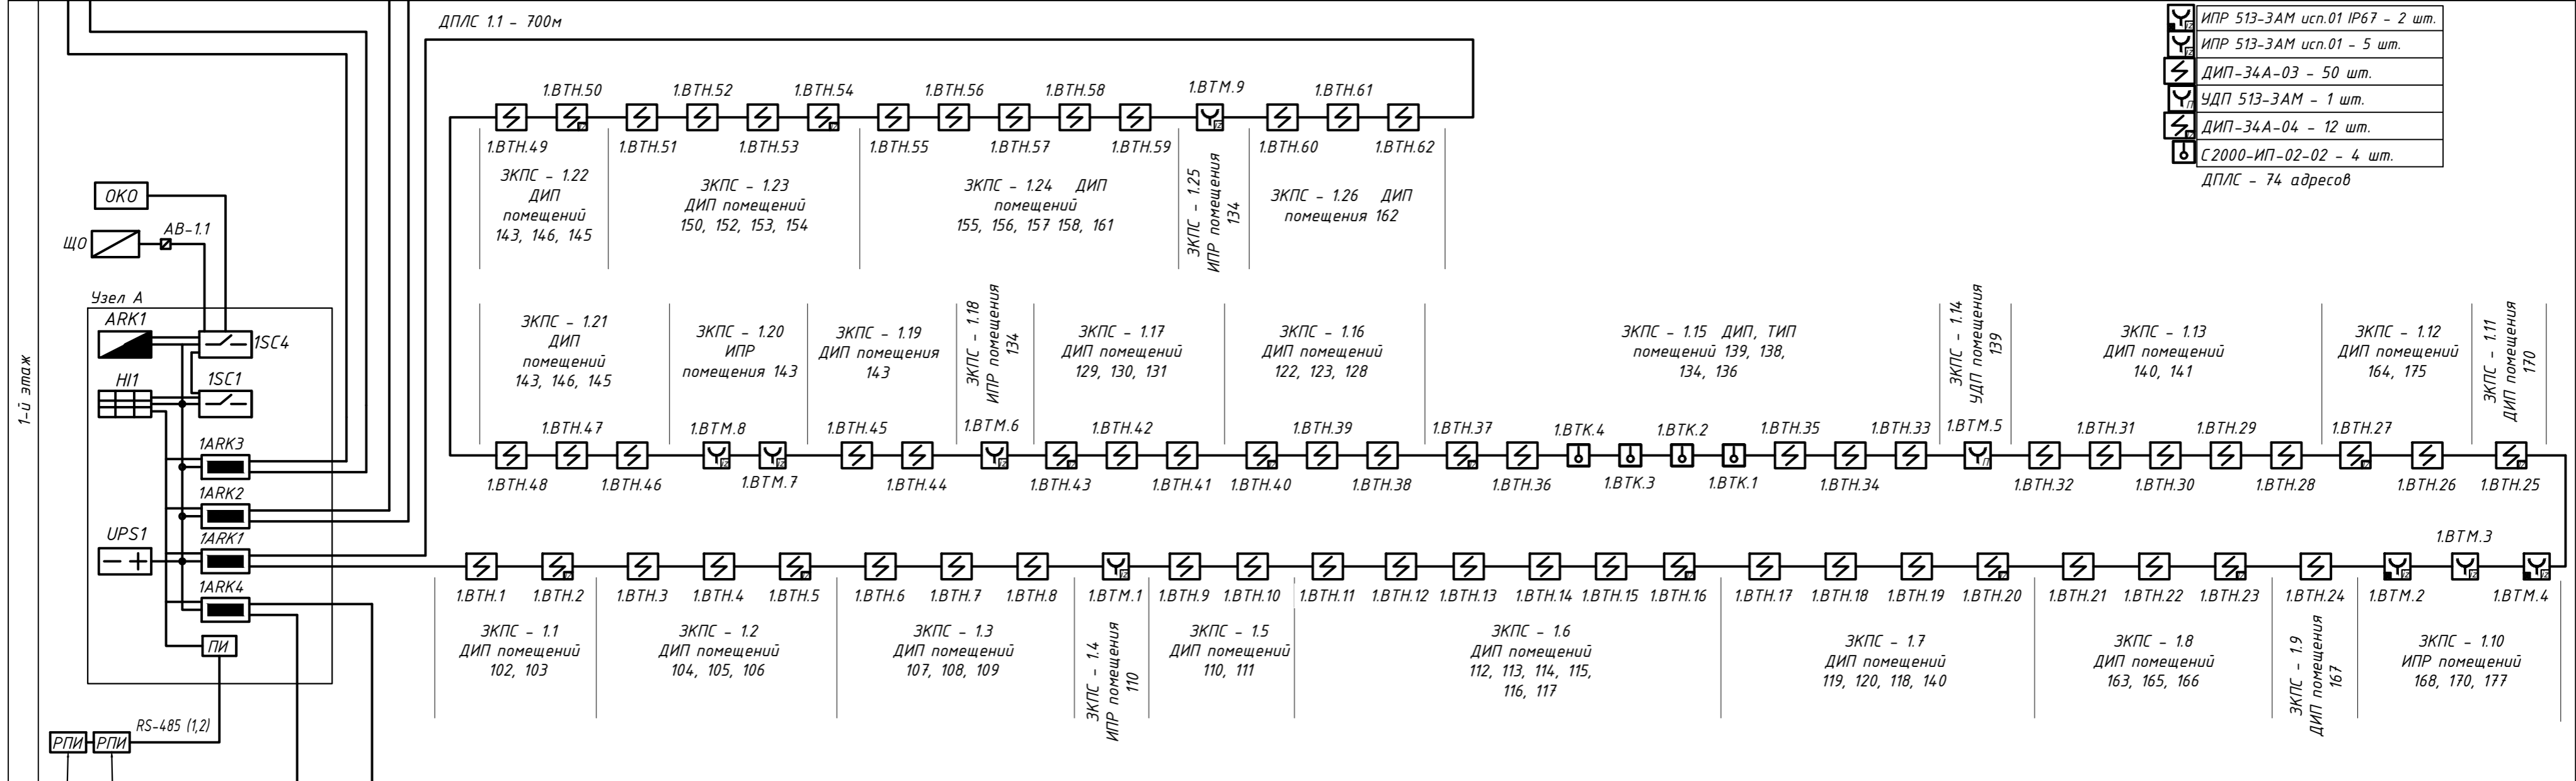 ДПЛС 1.1 - 700м
ИПР 513-3АМ исп.01 IP67 - 2 шт.
ИПР 513-3АМ исп.01 - 5 шт.
ДИП-34А-03 - 50 шт.
УДП 513-3АМ - 1 шт.
ДИП-34А-04 - 12 шт.
С2000-ИП-02-02 - 4 шт.
ДПЛС - 74 адресов
1-й этаж
ОКО
ЩО
АВ-1.1
Узел А
ARK1
1SC4
HI1
1SC1
1ARK3
1ARK2
UPS1
1ARK1
1ARK4
ПИ
RS-485 (1,2)
РПИ
РПИ
1.ВТН.50
1.ВТН.52
1.ВТН.54
1.ВТН.56
1.ВТН.58
1.ВТМ.9
1.ВТН.61
1.ВТН.49
1.ВТН.51
1.ВТН.53
1.ВТН.55
1.ВТН.57
1.ВТН.59
1.ВТН.60
1.ВТН.62
ЗКПС - 1.22
ДИП
помещений
143, 146, 145
ЗКПС - 1.23
ДИП помещений
150, 152, 153, 154
ЗКПС - 1.24 ДИП
помещений
155, 156, 157 158, 161
ЗКПС - 1.25
ИПР помещения
134
ЗКПС - 1.26 ДИП
помещения 162
ЗКПС - 1.21
ДИП
помещений
143, 146, 145
ЗКПС - 1.20
ИПР
помещения 143
ЗКПС - 1.19
ДИП помещения
143
ЗКПС - 1.18
ИПР помещения
134
ЗКПС - 1.17
ДИП помещений
129, 130, 131
ЗКПС - 1.16
ДИП помещений
122, 123, 128
ЗКПС - 1.15 ДИП, ТИП
помещений 139, 138,
134, 136
ЗКПС - 1.14
УДП помещения
139
ЗКПС - 1.13
ДИП помещений
140, 141
ЗКПС - 1.12
ДИП помещений
164, 175
ЗКПС - 1.11
ДИП помещения
170
1.ВТН.47
1.ВТМ.8
1.ВТН.45
1.ВТМ.6
1.ВТН.42
1.ВТН.39
1.ВТН.37
1.ВТК.4
1.ВТК.2
1.ВТН.35
1.ВТН.33
1.ВТМ.5
1.ВТН.31
1.ВТН.29
1.ВТН.27
1.ВТН.48
1.ВТН.46
1.ВТМ.7
1.ВТН.44
1.ВТН.43
1.ВТН.41
1.ВТН.40
1.ВТН.38
1.ВТН.36
1.ВТК.3
1.ВТК.1
1.ВТН.34
1.ВТН.32
1.ВТН.30
1.ВТН.28
1.ВТН.26
1.ВТН.25
1.ВТМ.3
1.ВТН.1
1.ВТН.2
1.ВТН.3
1.ВТН.4
1.ВТН.5
1.ВТН.6
1.ВТН.7
1.ВТН.8
1.ВТМ.1
1.ВТН.9
1.ВТН.10
1.ВТН.11
1.ВТН.12
1.ВТН.13
1.ВТН.14
1.ВТН.15
1.ВТН.16
1.ВТН.17
1.ВТН.18
1.ВТН.19
1.ВТН.20
1.ВТН.21
1.ВТН.22
1.ВТН.23
1.ВТН.24
1.ВТМ.2
1.ВТМ.4
ЗКПС - 1.1
ДИП помещений
102, 103
ЗКПС - 1.2
ДИП помещений
104, 105, 106
ЗКПС - 1.3
ДИП помещений
107, 108, 109
ЗКПС - 1.4
ИПР помещения
110
ЗКПС - 1.5
ДИП помещений
110, 111
ЗКПС - 1.6
ДИП помещений
112, 113, 114, 115,
116, 117
ЗКПС - 1.7
ДИП помещений
119, 120, 118, 140
ЗКПС - 1.8
ДИП помещений
163, 165, 166
ЗКПС - 1.9
ДИП помещения
167
ЗКПС - 1.10
ИПР помещений
168, 170, 177